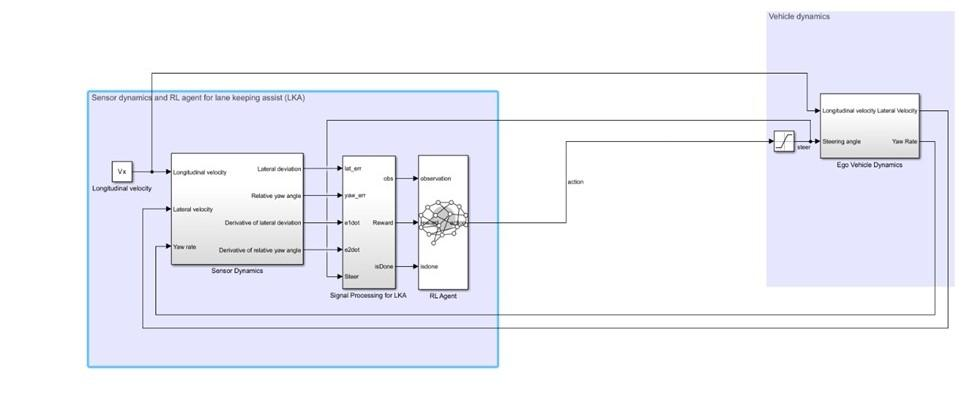 Vehicle dynamics
Sensor dynamics and RL agent for lane keeping assist (LKA)
Vx
Longitudinal velocity
Longitudinal velocity
Lateral velocity
Yaw rate
Lateral deviation
Relative yaw angle
Derivative of lateral deviation
Derivative of relative yaw angle
Sensor Dynamics
lat_err
yaw_err
e1dot
e2dot
Steer
obs
Reward
isDone
Signal Processing for LKA
observation
isdone
RL Agent
action
steer
Longitudinal velocity
Lateral Velocity
Steering angle
Yaw Rate
Ego Vehicle Dynamics